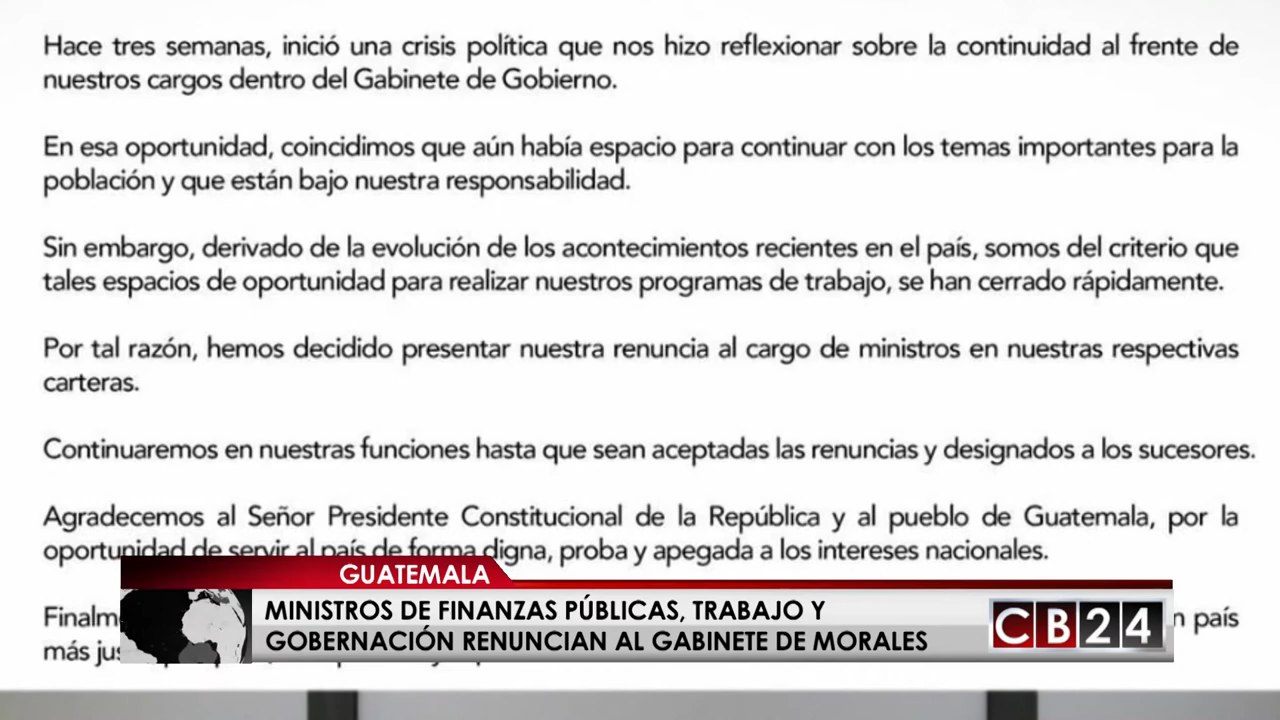 Hace tres semanas, inició una crisis política que nos hizo reflexionar sobre la continuidad al frente de
nuestros cargos dentro del Gabinete de Gobierno.
En esa oportunidad, coincidimos que aún había espacio para continuar con los temas importantes para la
población y que están bajo nuestra responsabilidad.
Sin embargo, derivado de la evolución de los acontecimientos recientes en el país, somos del criterio que
tales espacios de oportunidad para realizar nuestros programas de trabajo, se han cerrado rápidamente.
Por tal razón, hemos decidido presentar nuestra renuncia al cargo de ministros en nuestras respectivas
carteras.
Continuaremos en nuestras funciones hasta que sean aceptadas las renuncias y designados a los sucesores.
Agradecemos al Señor Presidente Constitucional de la República y al pueblo de Guatemala, por la
oportunidad de servir al país de forma digna, proba y apegada a los intereses nacionales.
país
más
GUATEMALA
MINISTROS DE FINANZAS PÚBLICAS, TRABAJO Y
GOBERNACIÓN RENUNCIAN AL GABINETE DE MORALES
CB24